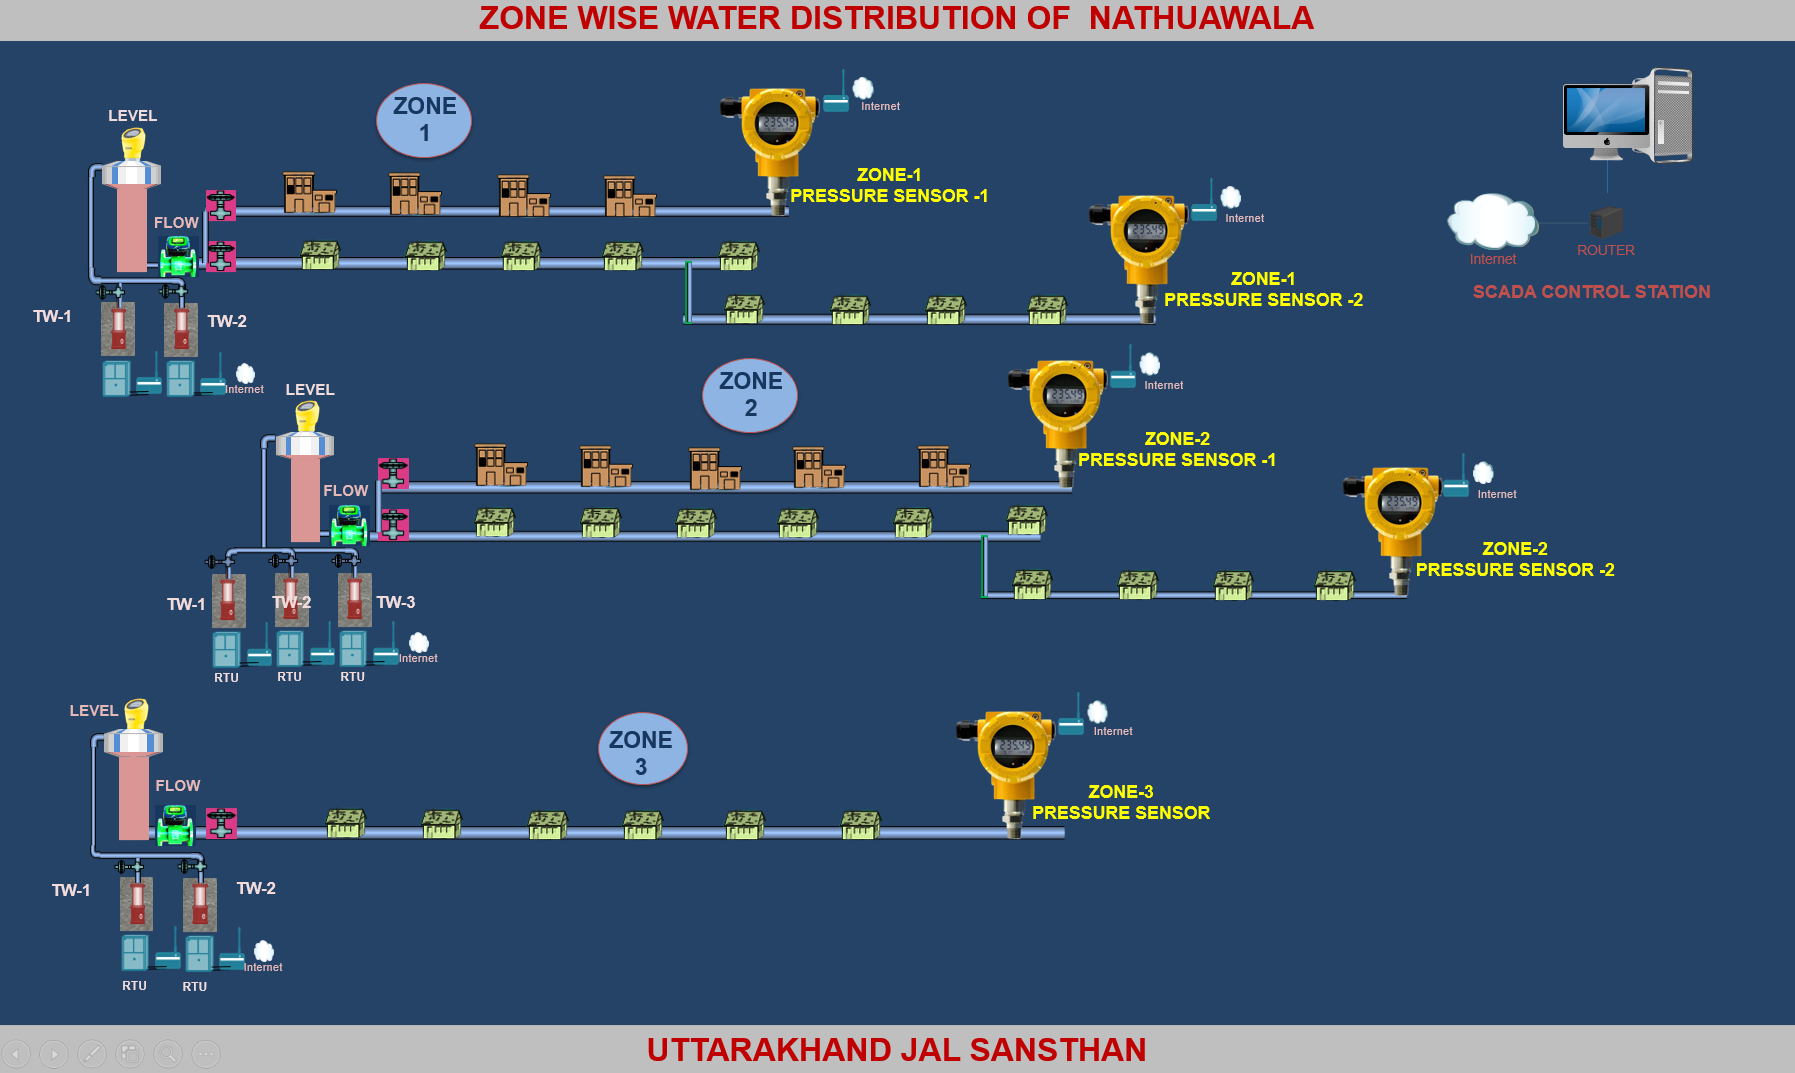 ZONE WISE WATER DISTRIBUTION OF NATHUAWALA
LEVEL
ZONE
1
Internet
ZONE-1
PRESSURE SENSOR -1
FLOW
Internet
ZONE-1
PRESSURE SENSOR -2
Internet
ROUTER
SCADA CONTROL STATION
TW-1
TW-2
Internet
LEVEL
ZONE
2
Internet
ZONE-2
PRESSURE SENSOR -1
FLOW
Internet
ZONE-2
PRESSURE SENSOR -2
TW-1
TW-2
TW-3
Internet
RTU
RTU
RTU
LEVEL
ZONE
3
Internet
FLOW
ZONE-3
PRESSURE SENSOR
TW-1
TW-2
Internet
RTU
RTU
UTTARAKHAND JAL SANSTHAN